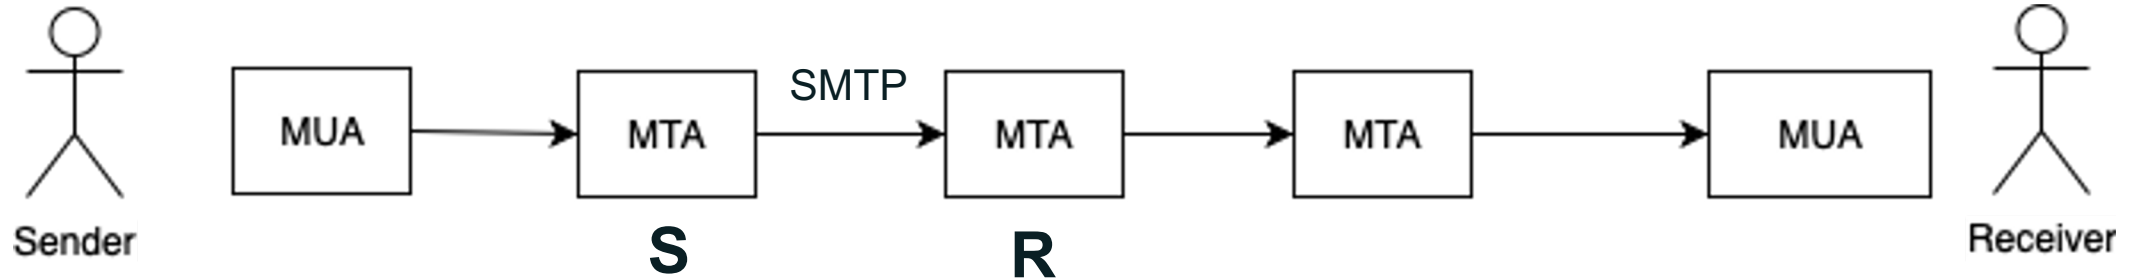 SMTP
MUA
MTA
MTA
MTA
MUA
Sender
S
R
Receiver